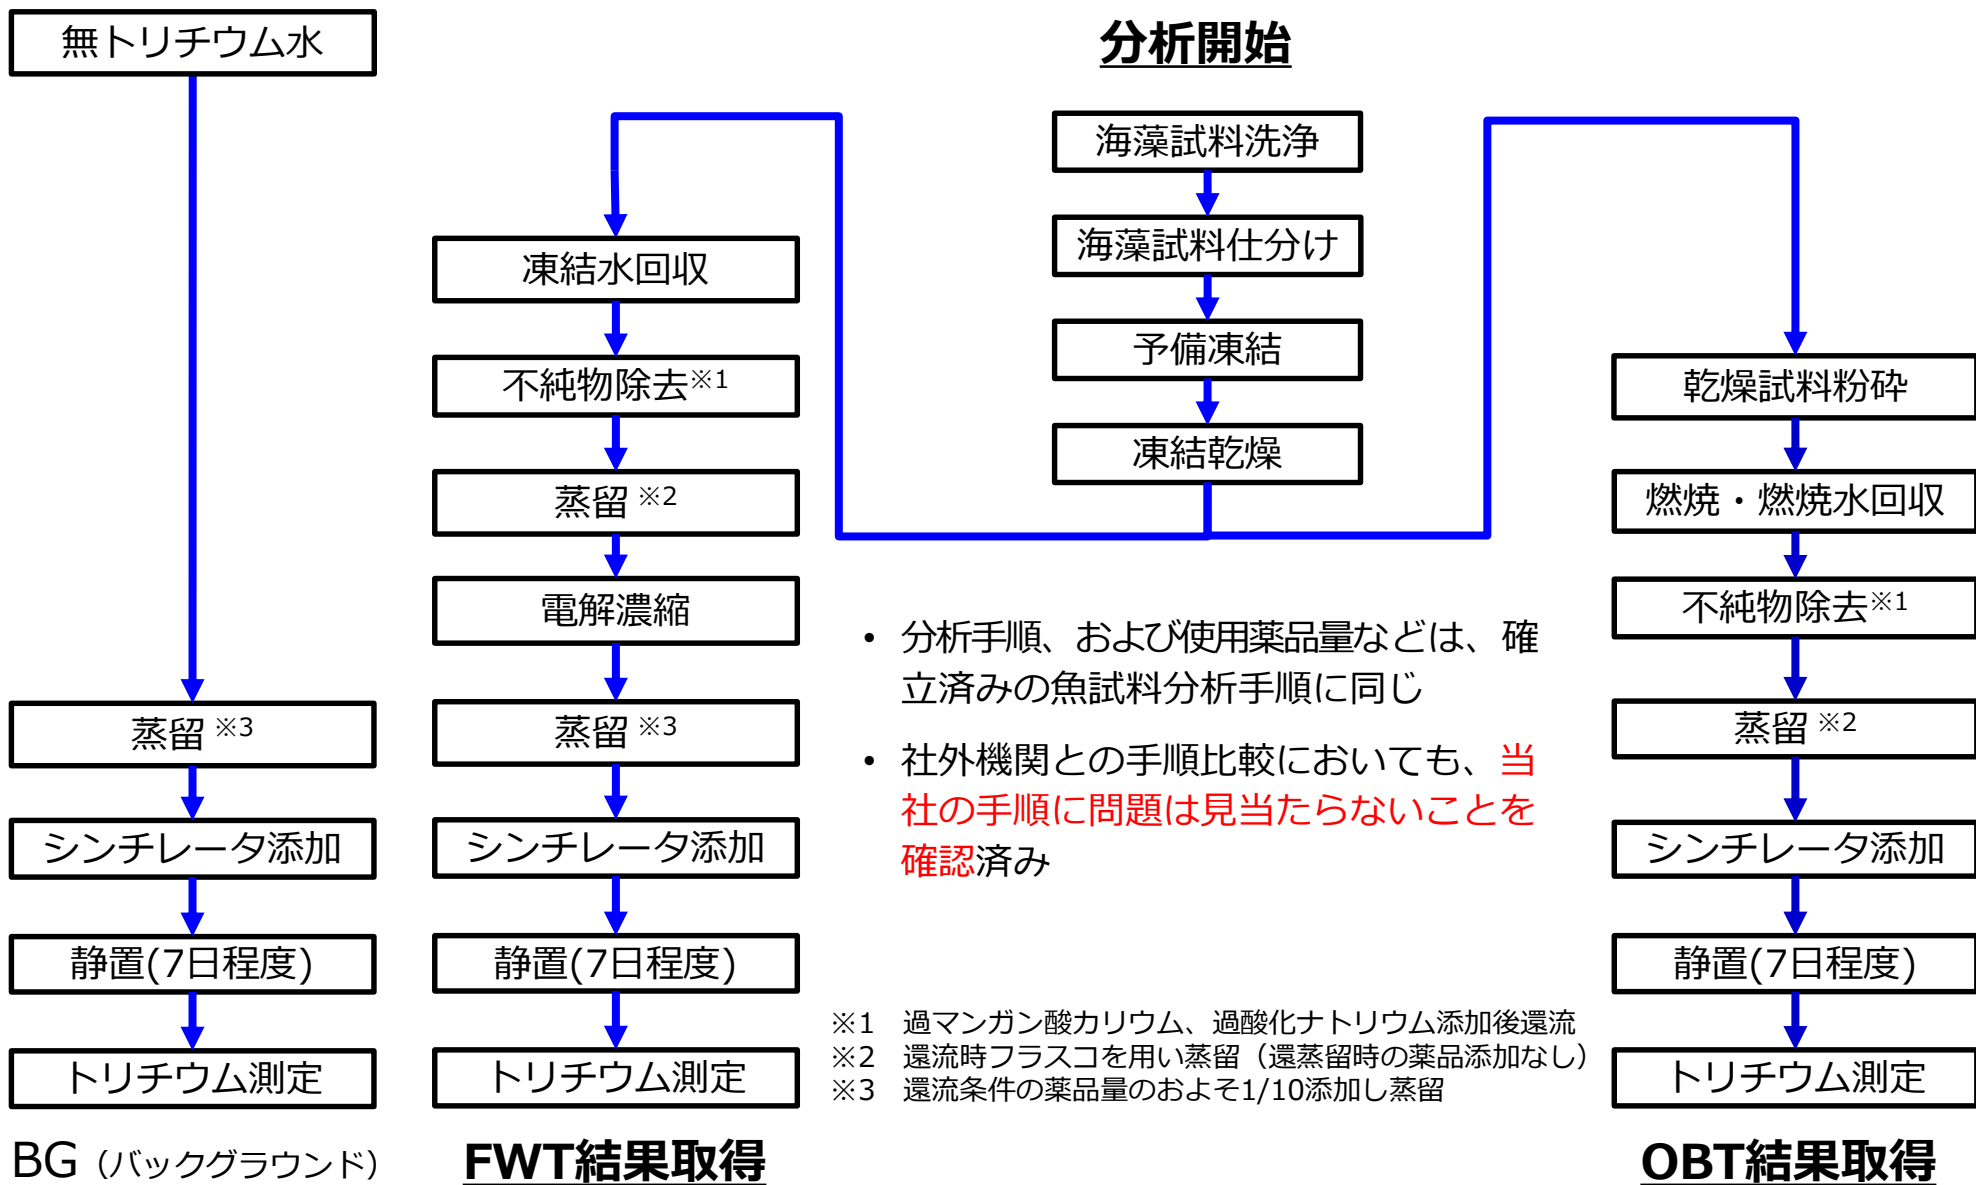 無トリチウム水
蒸留 ※3
シンチレータ添加
静置(7日程度)
トリチウム測定
BG（バックグラウンド）
凍結水回収
不純物除去※1
蒸留 ※2
電解濃縮
蒸留 ※3
シンチレータ添加
静置(7日程度)
トリチウム測定
FWT結果取得
分析開始
海藻試料洗浄
海藻試料仕分け
予備凍結
凍結乾燥
• 分析手順、および使用薬品量などは、確
立済みの魚試料分析手順に同じ
• 社外機関との手順比較においても、当
社の手順に問題は見当たらないことを
確認済み
※1　過マンガン酸カリウム、過酸化ナトリウム添加後還流
※2　還流時フラスコを用い蒸留（還蒸留時の薬品添加なし）
※3　還流条件の薬品量のおよそ1/10添加し蒸留
乾燥試料粉砕
燃焼・燃焼水回収
不純物除去※1
蒸留 ※2
シンチレータ添加
静置(7日程度)
トリチウム測定
OBT結果取得